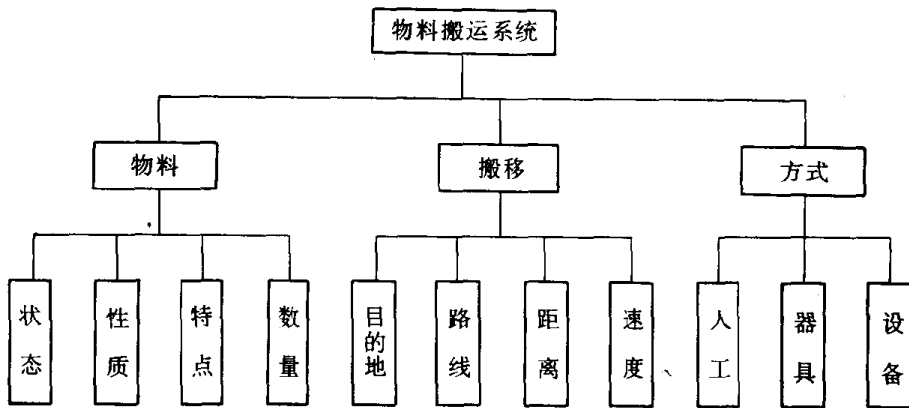 物料搬运系统
物料
搬移
方式
状态
性质
特点
数量
目的地
路线
距离
速度
人工
器具
设备